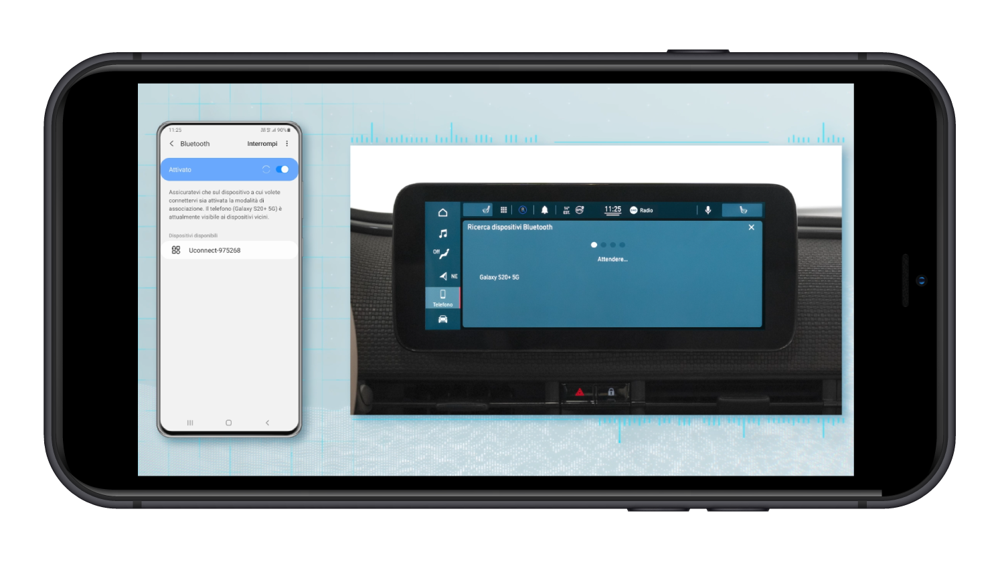 11:25
90%
Bluetooth
Interrompi
Attivato
Assicuratevi che sul dispositivo a cui volete
connettervi sia attivata la modalità di
associazione. Il telefono (Galaxy S20+ 5G) è
attualmente visibile ai dispositivi vicini.
Dispositivi disponibili
Uconnect-975268
14°
EST.
11:25
Radio
Ricerca dispositivi Bluetooth
Attendere...
Off
NE
Galaxy S20+ 5G
Telefono